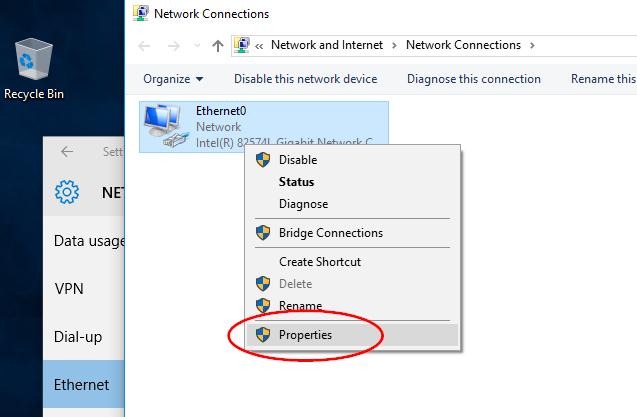 Network Connections
Recycle Bin
« Network and Internet > Network Connections >
Organize
Disable this network device
Diagnose this connection
Rename this
Ethernet0
Network
Intel(R) 82574L Gigabit Network C
Disable
Status
Diagnose
Bridge Connections
Create Shortcut
Delete
Rename
Properties
Setti
NE
Data usage
VPN
Dial-up
Ethernet